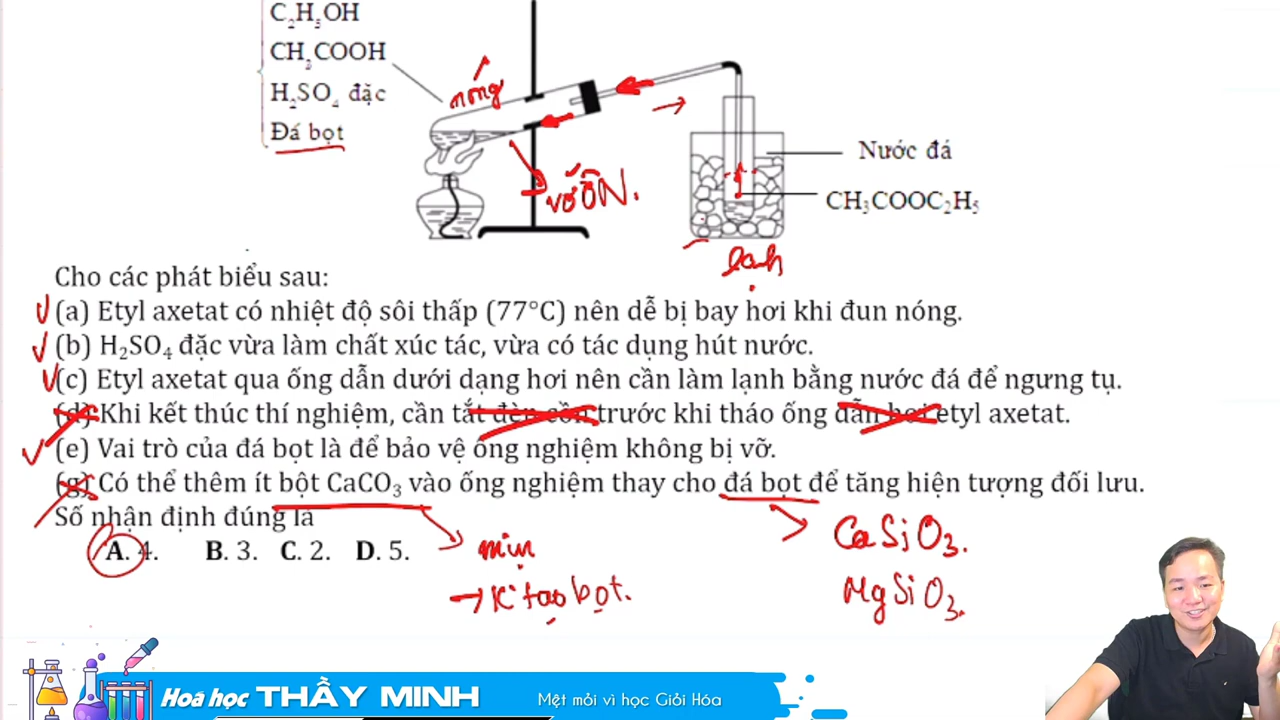 C₂H₅OH
CH₃COOH
H₂SO₄ đặc
Đá bọt
nóng
vỡ ÔN.
Nước đá
CH₃COOC₂H₅
lạnh
Cho các phát biểu sau:
(a) Etyl axetat có nhiệt độ sôi thấp (77°C) nên dễ bị bay hơi khi đun nóng.
(b) H₂SO₄ đặc vừa làm chất xúc tác, vừa có tác dụng hút nước.
(c) Etyl axetat qua ống dẫn dưới dạng hơi nên cần làm lạnh bằng nước đá để ngưng tụ.
(d) Khi kết thúc thí nghiệm, cần tắt đèn cồn trước khi tháo ống dẫn hơi etyl axetat.
(e) Vai trò của đá bọt là để bảo vệ ống nghiệm không bị vỡ.
(g) Có thể thêm ít bột CaCO₃ vào ống nghiệm thay cho đá bọt để tăng hiện tượng đối lưu.
Số nhận định đúng là
A. 4. B. 3. C. 2. D. 5.
mịn
→ K tạo bọt.
CaSiO₃.
MgSiO₃.
Hoá học THẦY MINH
Mệt mỏi vì học Giỏi Hóa